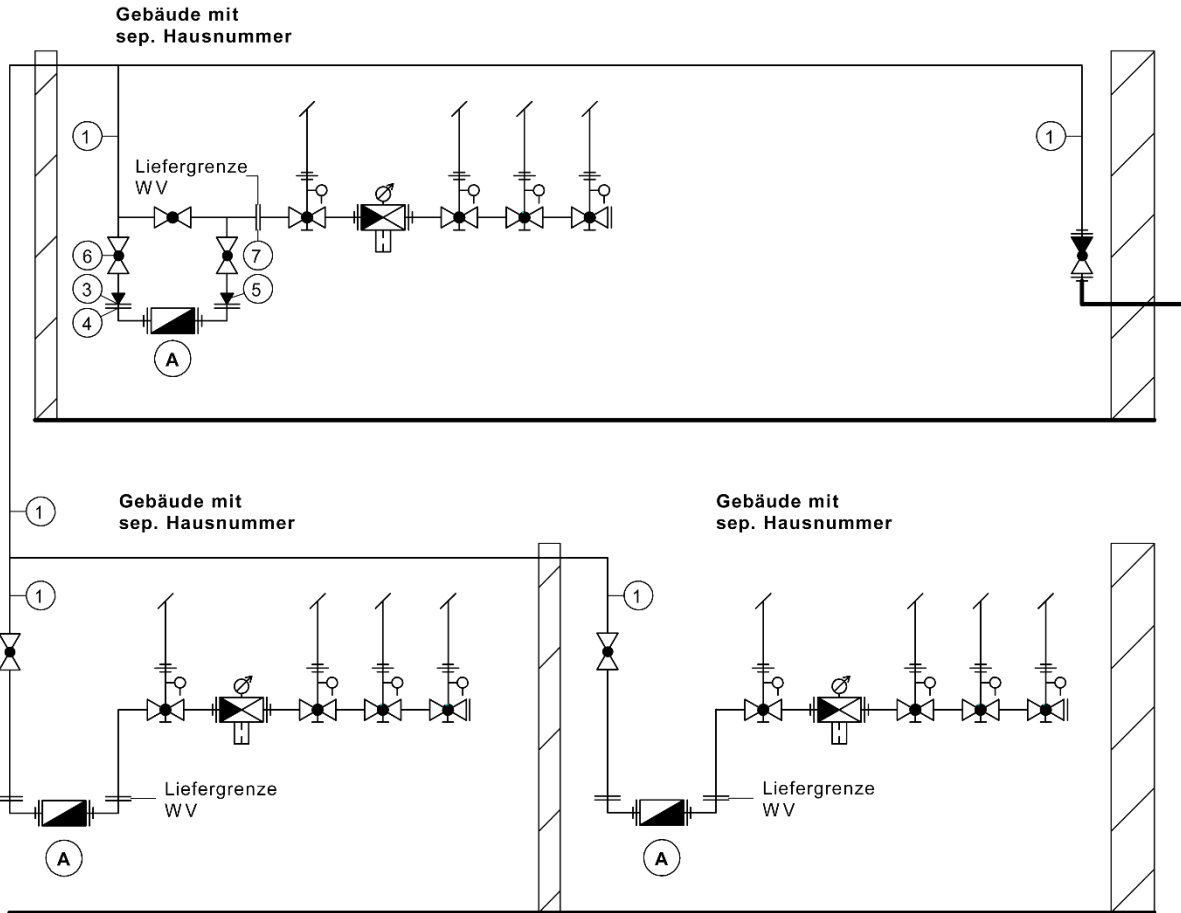 Gebäude mit
sep. Hausnummer
1
1
Liefergrenze
WV
6
7
3
5
4
A
1
Gebäude mit
sep. Hausnummer
Gebäude mit
sep. Hausnummer
1
1
Liefergrenze
WV
Liefergrenze
WV
A
A